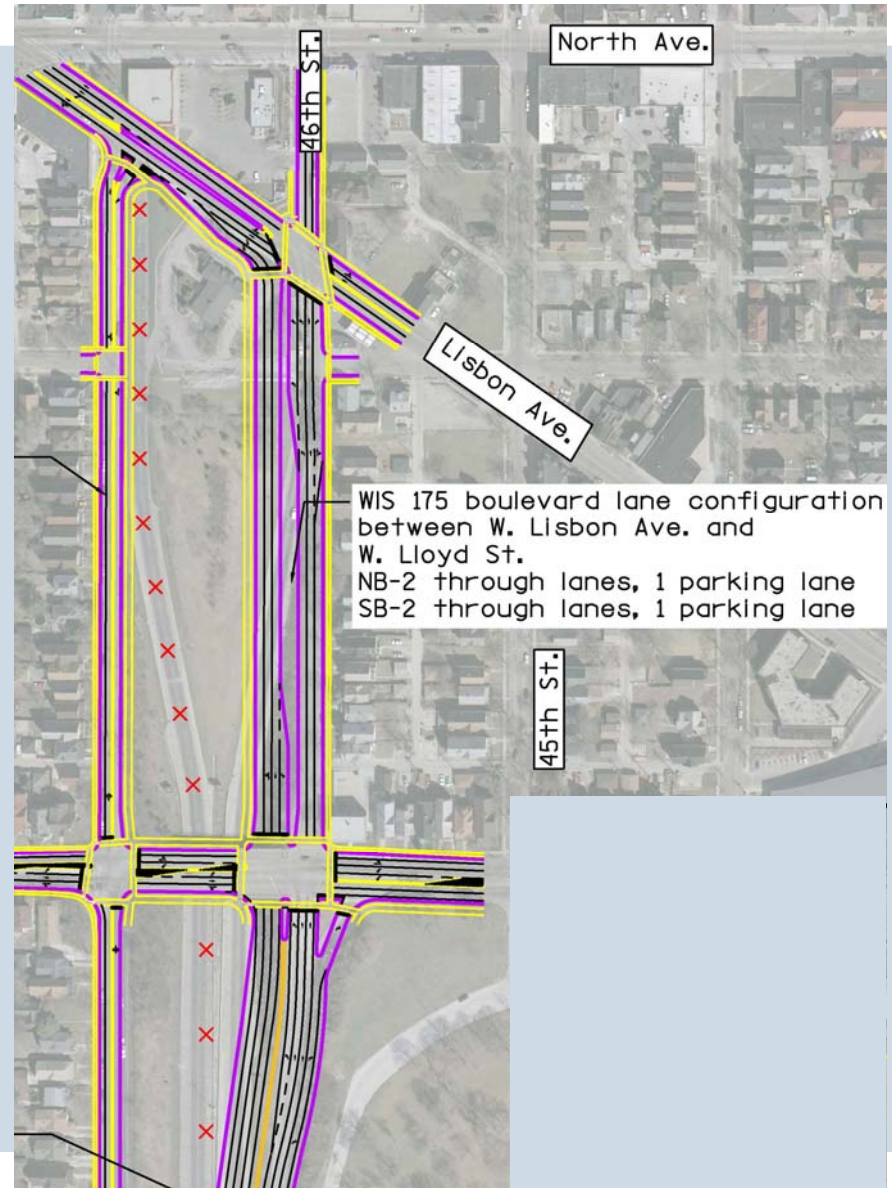 North Ave.
46th St.
Lisbon Ave.
WIS 175 boulevard lane configuration
between W. Lisbon Ave. and
W. Lloyd St.
NB-2 through lanes, 1 parking lane
SB-2 through lanes, 1 parking lane
45th St.